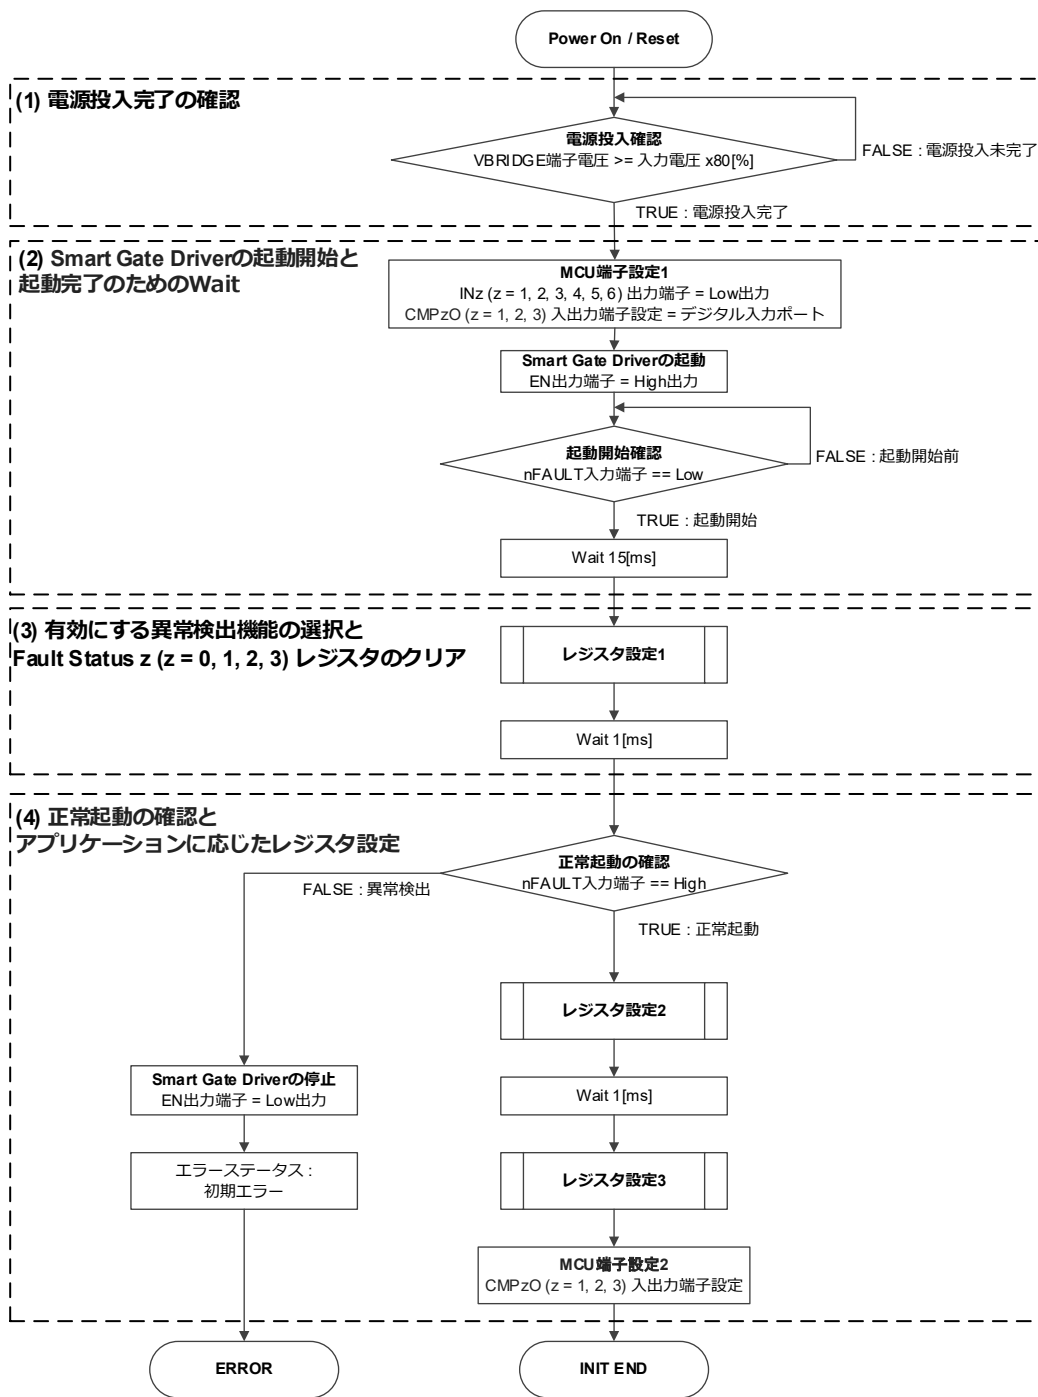 Power On / Reset
(1) 電源投入完了の確認
電源投入確認
VBRIDGE端子電圧 >= 入力電圧 x80[%]
FALSE : 電源投入未完了
TRUE : 電源投入完了
(2) Smart Gate Driverの起動開始と
起動完了のためのWait
MCU端子設定1
INz (z = 1, 2, 3, 4, 5, 6) 出力端子 = Low出力
CMPzO (z = 1, 2, 3) 入出力端子設定 = デジタル入力ポート
Smart Gate Driverの起動
EN出力端子 = High出力
起動開始確認
nFAULT入力端子 == Low
FALSE : 起動開始前
TRUE : 起動開始
Wait 15[ms]
(3) 有効にする異常検出機能の選択と
Fault Status z (z = 0, 1, 2, 3) レジスタのクリア
レジスタ設定1
Wait 1[ms]
(4) 正常起動の確認と
アプリケーションに応じたレジスタ設定
正常起動の確認
nFAULT入力端子 == High
FALSE : 異常検出
TRUE : 正常起動
レジスタ設定2
Smart Gate Driverの停止
EN出力端子 = Low出力
Wait 1[ms]
エラーステータス :
初期エラー
レジスタ設定3
MCU端子設定2
CMPzO (z = 1, 2, 3) 入出力端子設定
ERROR
INIT END